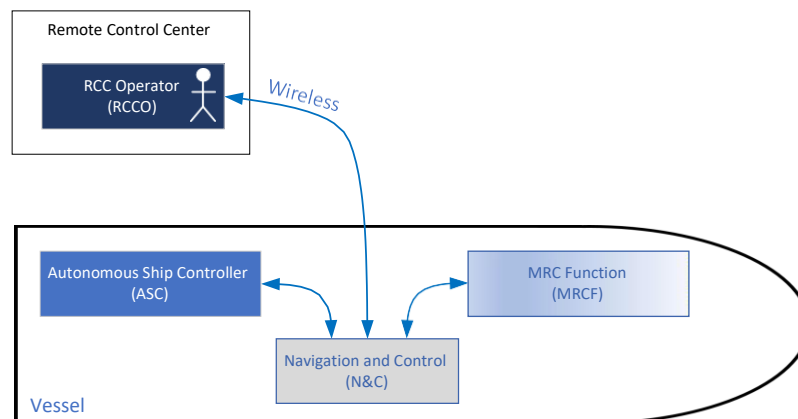 Remote Control Center
RCC Operator
(RCCO)
Wireless
Autonomous Ship Controller
(ASC)
MRC Function
(MRCF)
Navigation and Control
(N&C)
Vessel